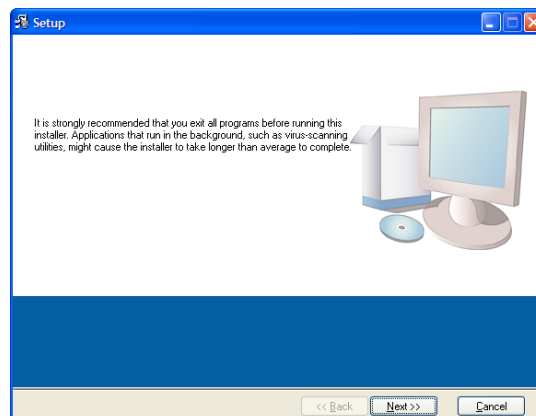 Setup
It is strongly recommended that you exit all programs before running this
installer. Applications that run in the background, such as virus-scanning
utilities, might cause the installer to take longer than average to complete.
<< Back
Next >>
Cancel